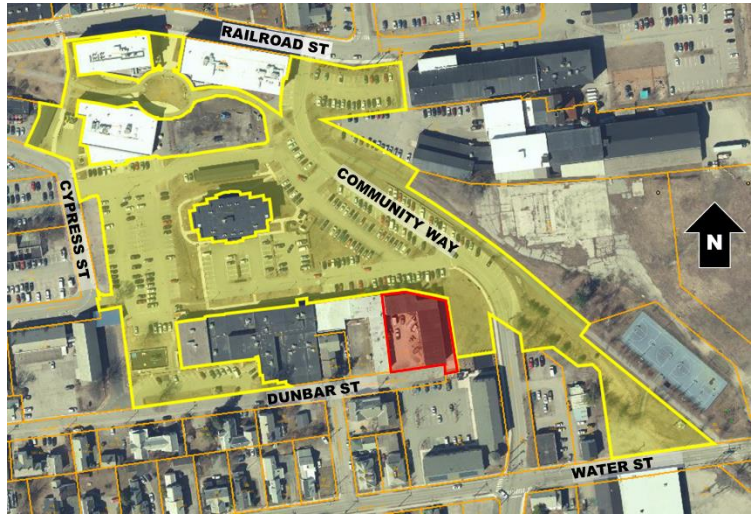 RAILROAD ST
COMMUNITY WAY
CYPRESS ST
N
DUNBAR ST
WATER ST